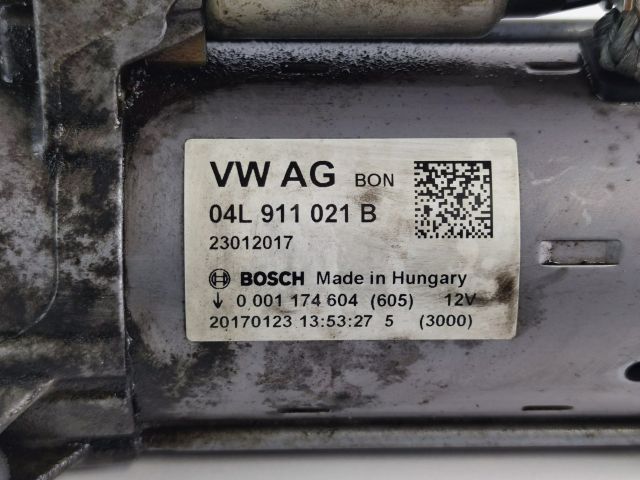 VW AG BON
04L 911 021 B
23012017
BOSCH Made in Hungary
↓ 0 001 174 604 (605) 12V
20170123 13:53:27 5 (3000)